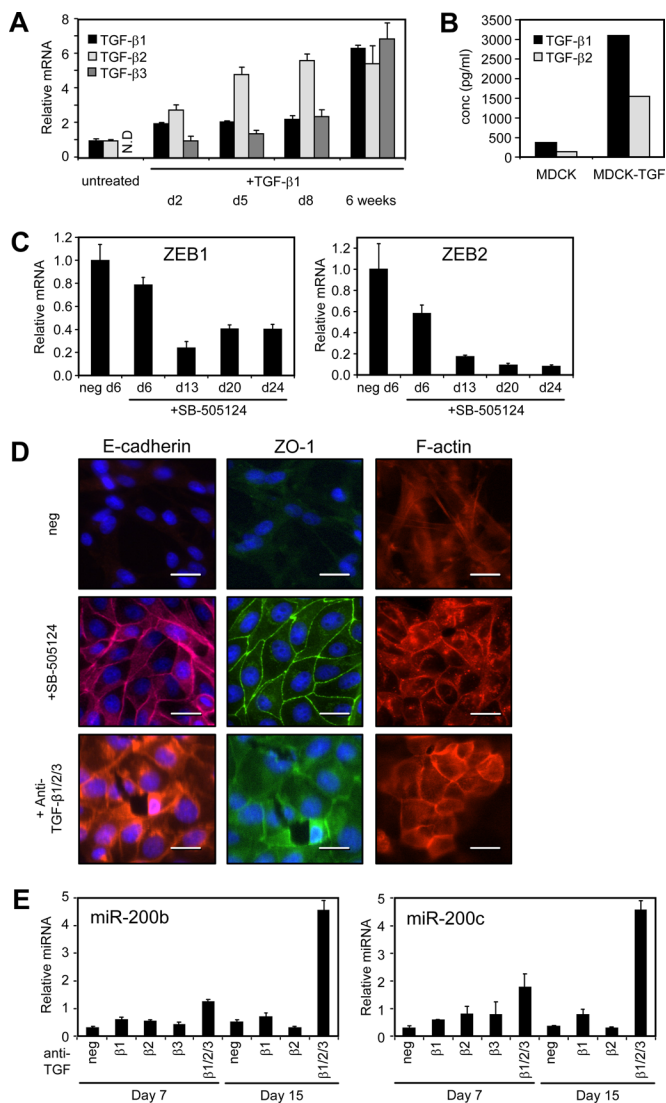 A
Relative mRNA
8
6
4
2
0
TGF-β1
TGF-β2
TGF-β3
N.D
untreated
+TGF-β1
d2 d5 d8 6 weeks
B
conc (pg/ml)
3500
3000
2500
2000
1500
1000
500
0
TGF-β1
TGF-β2
MDCK MDCK-TGF
C
ZEB1
Relative mRNA
1.2
1.0
0.8
0.6
0.4
0.2
0.0
neg d6 d6 d13 d20 d24
+SB-505124
ZEB2
Relative mRNA
1.2
1.0
0.8
0.6
0.4
0.2
0.0
neg d6 d6 d13 d20 d24
+SB-505124
D
E-cadherin ZO-1 F-actin
neg
+SB-505124
+ Anti-
TGF-β1/2/3
E
miR-200b
Relative miRNA
5
4
3
2
1
0
anti-
TGF
neg β1 β2 β3 β1/2/3 neg β1 β2 β1/2/3
Day 7 Day 15
miR-200c
Relative miRNA
5
4
3
2
1
0
neg β1 β2 β3 β1/2/3 neg β1 β2 β1/2/3
Day 7 Day 15